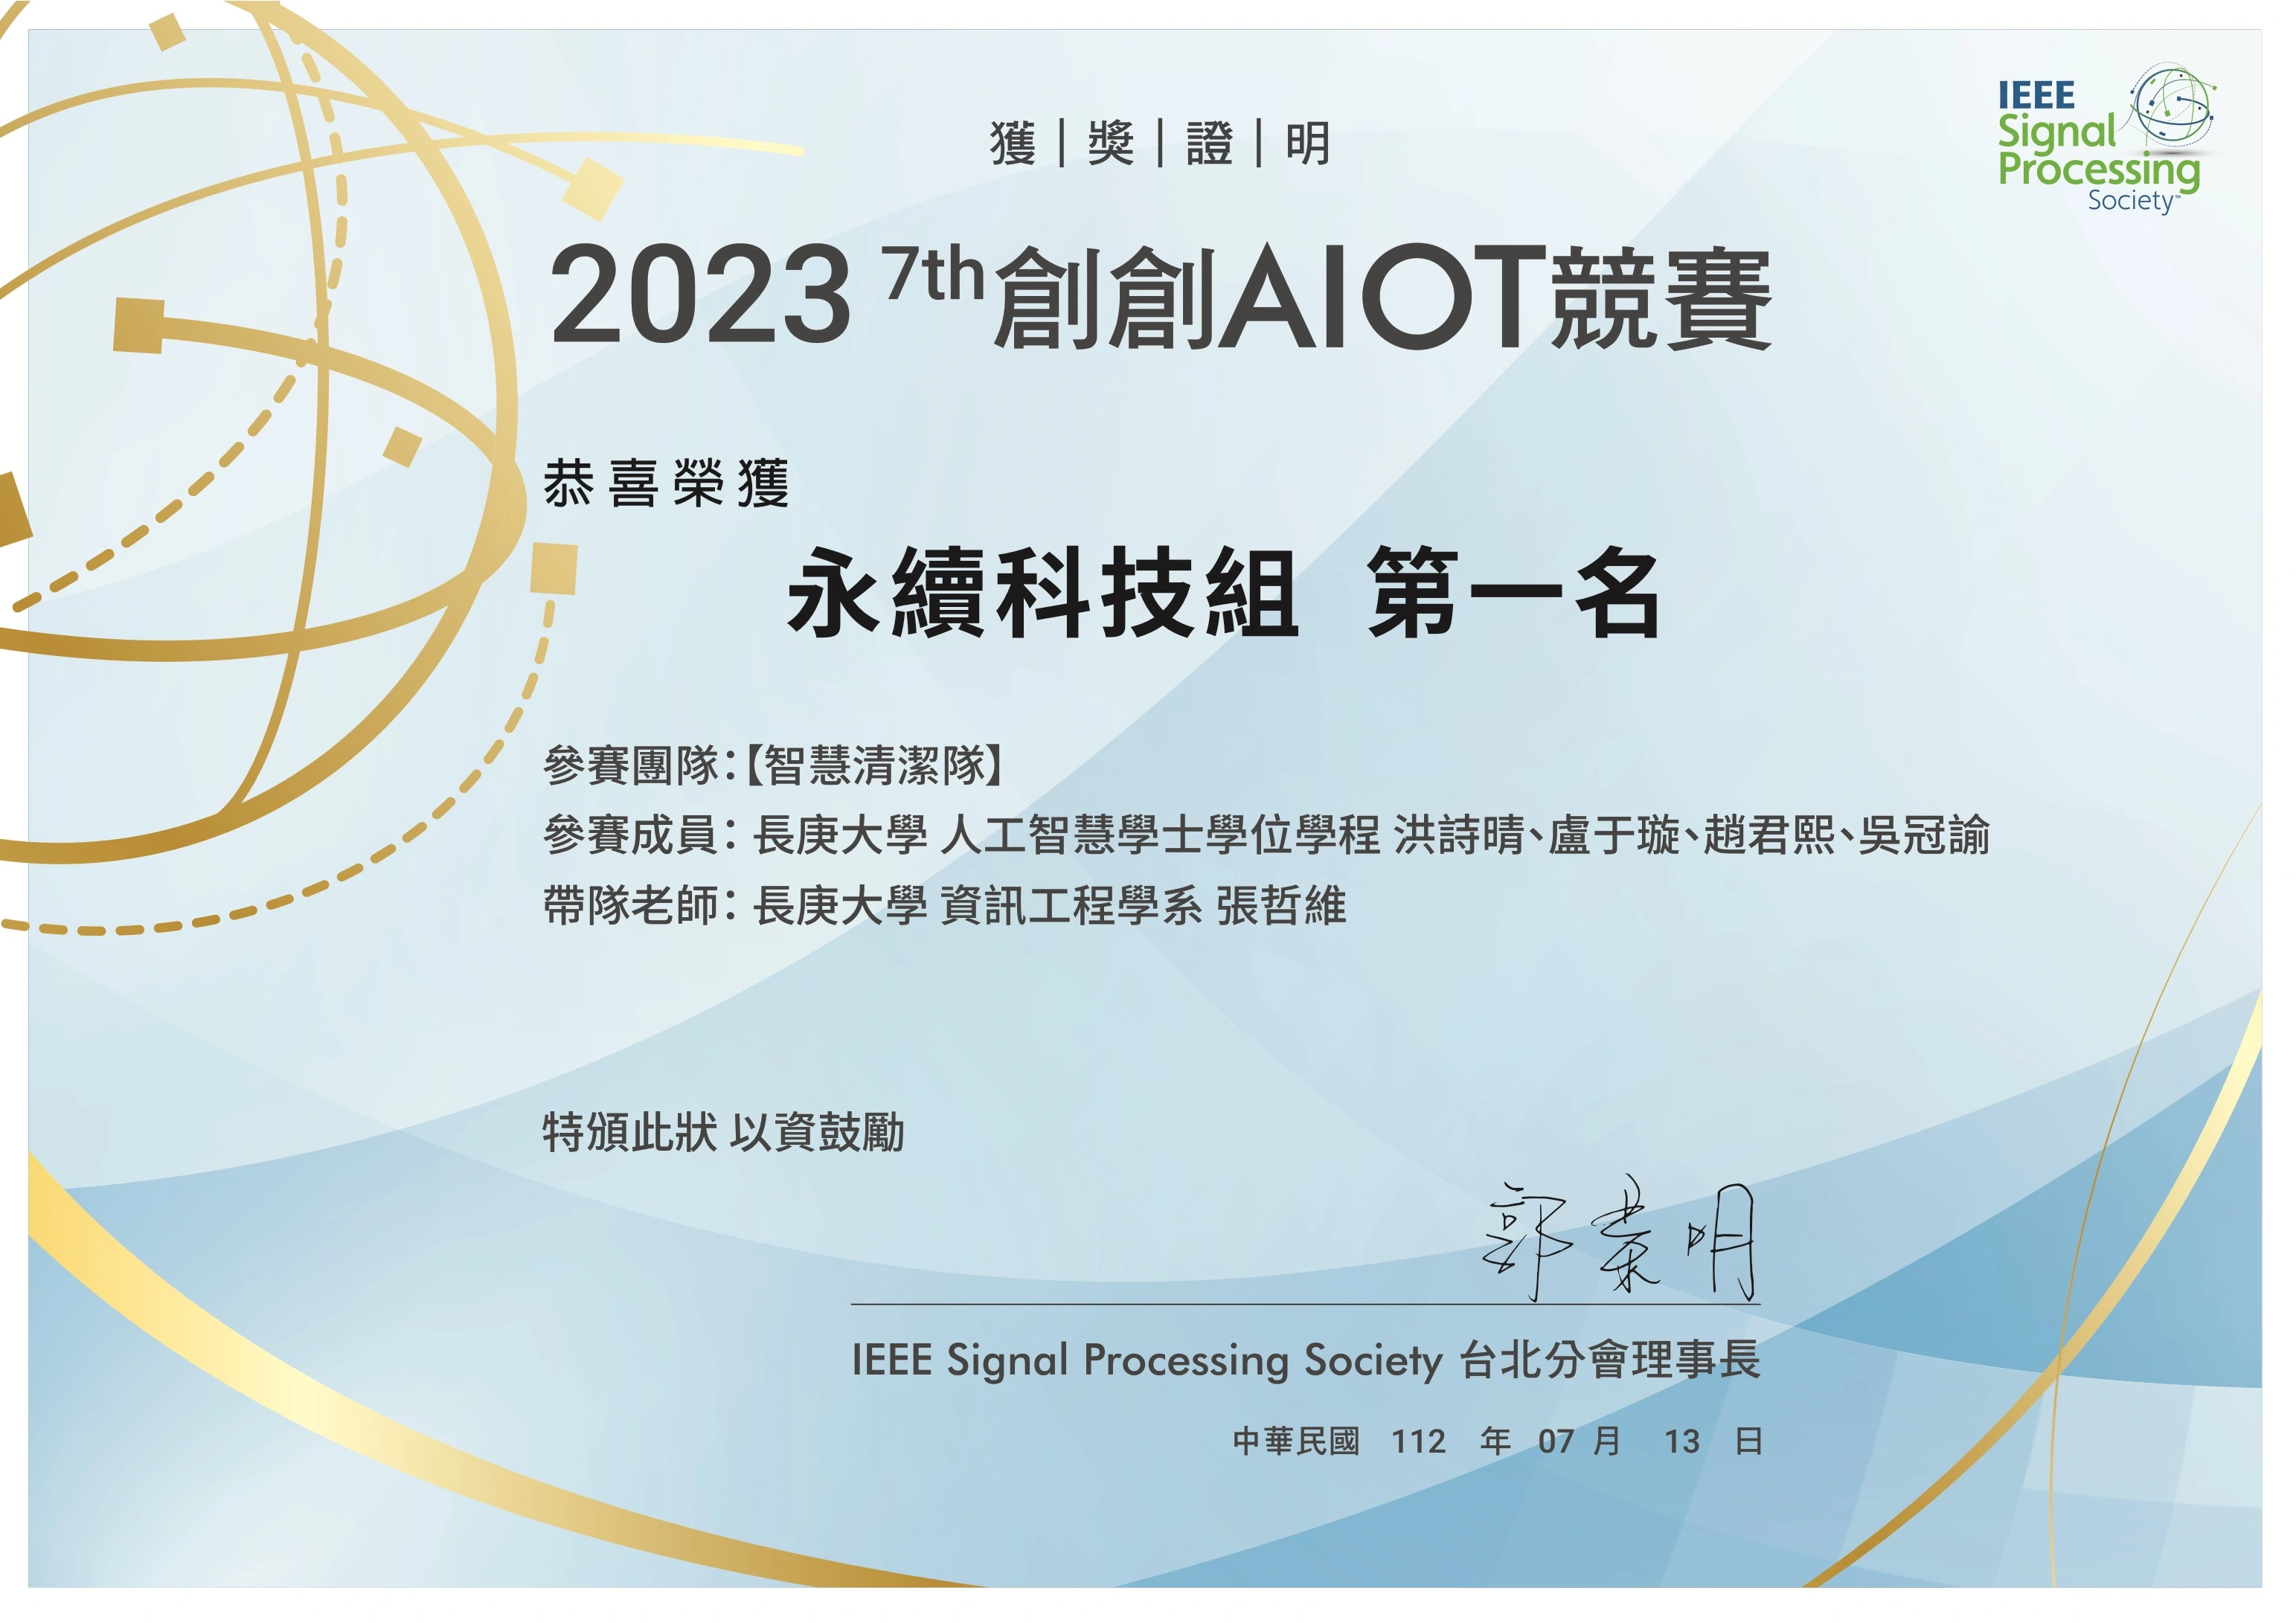 獲｜獎｜證｜明
IEEE
Signal
Processing
Society™
2023 7th創創AIOT競賽
恭喜榮獲
永續科技組 第一名
參賽團隊：【智慧清潔隊】
參賽成員：長庚大學 人工智慧學士學位學程 洪詩晴、盧于璇、趙君熙、吳冠諭
帶隊老師：長庚大學 資訊工程學系 張哲維
特頒此狀 以資鼓勵
IEEE Signal Processing Society 台北分會理事長
中華民國 112 年 07 月 13 日